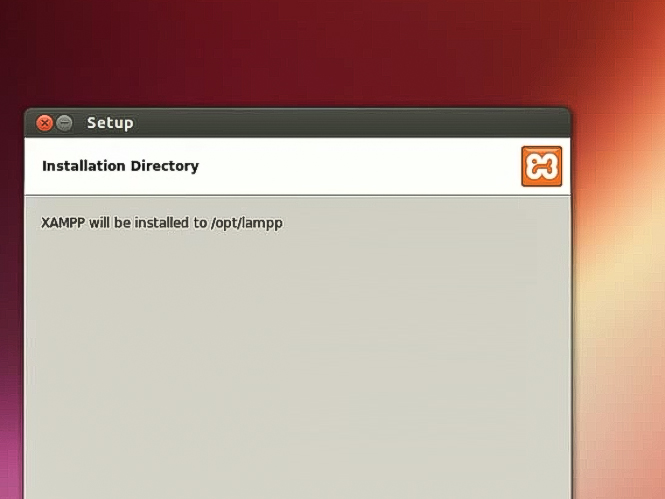 Setup
Installation Directory
XAMPP will be installed to /opt/lampp